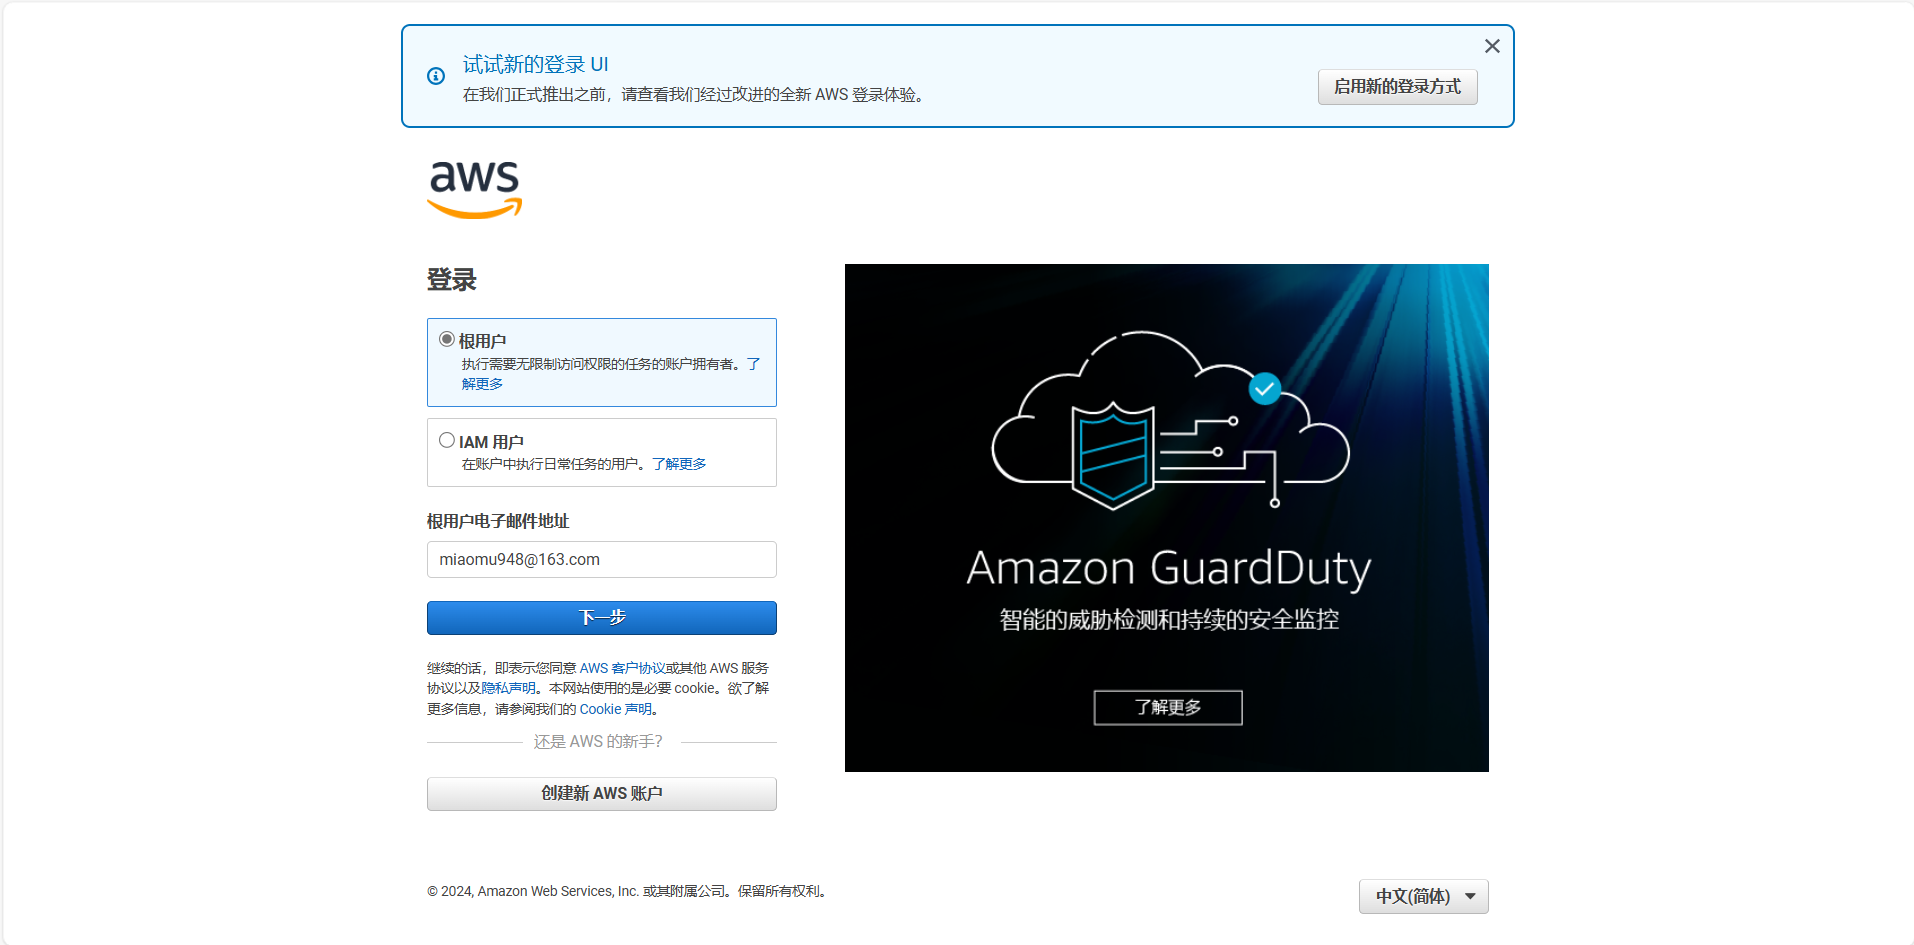 试试新的登录 UI
在我们正式推出之前，请查看我们经过改进的全新 AWS 登录体验。
启用新的登录方式
aws
登录
根用户
执行需要无限制访问权限的任务的账户拥有者。了
解更多
IAM 用户
在账户中执行日常任务的用户。了解更多
根用户电子邮件地址
miaomu948@163.com
下一步
继续的话，即表示您同意 AWS 客户协议或其他 AWS 服务
协议以及隐私声明。本网站使用的是必要 cookie。欲了解
更多信息，请参阅我们的 Cookie 声明。
还是 AWS 的新手？
创建新 AWS 账户
Amazon GuardDuty
智能的威胁检测和持续的安全监控
了解更多
© 2024, Amazon Web Services, Inc. 或其附属公司。保留所有权利。
中文(简体)